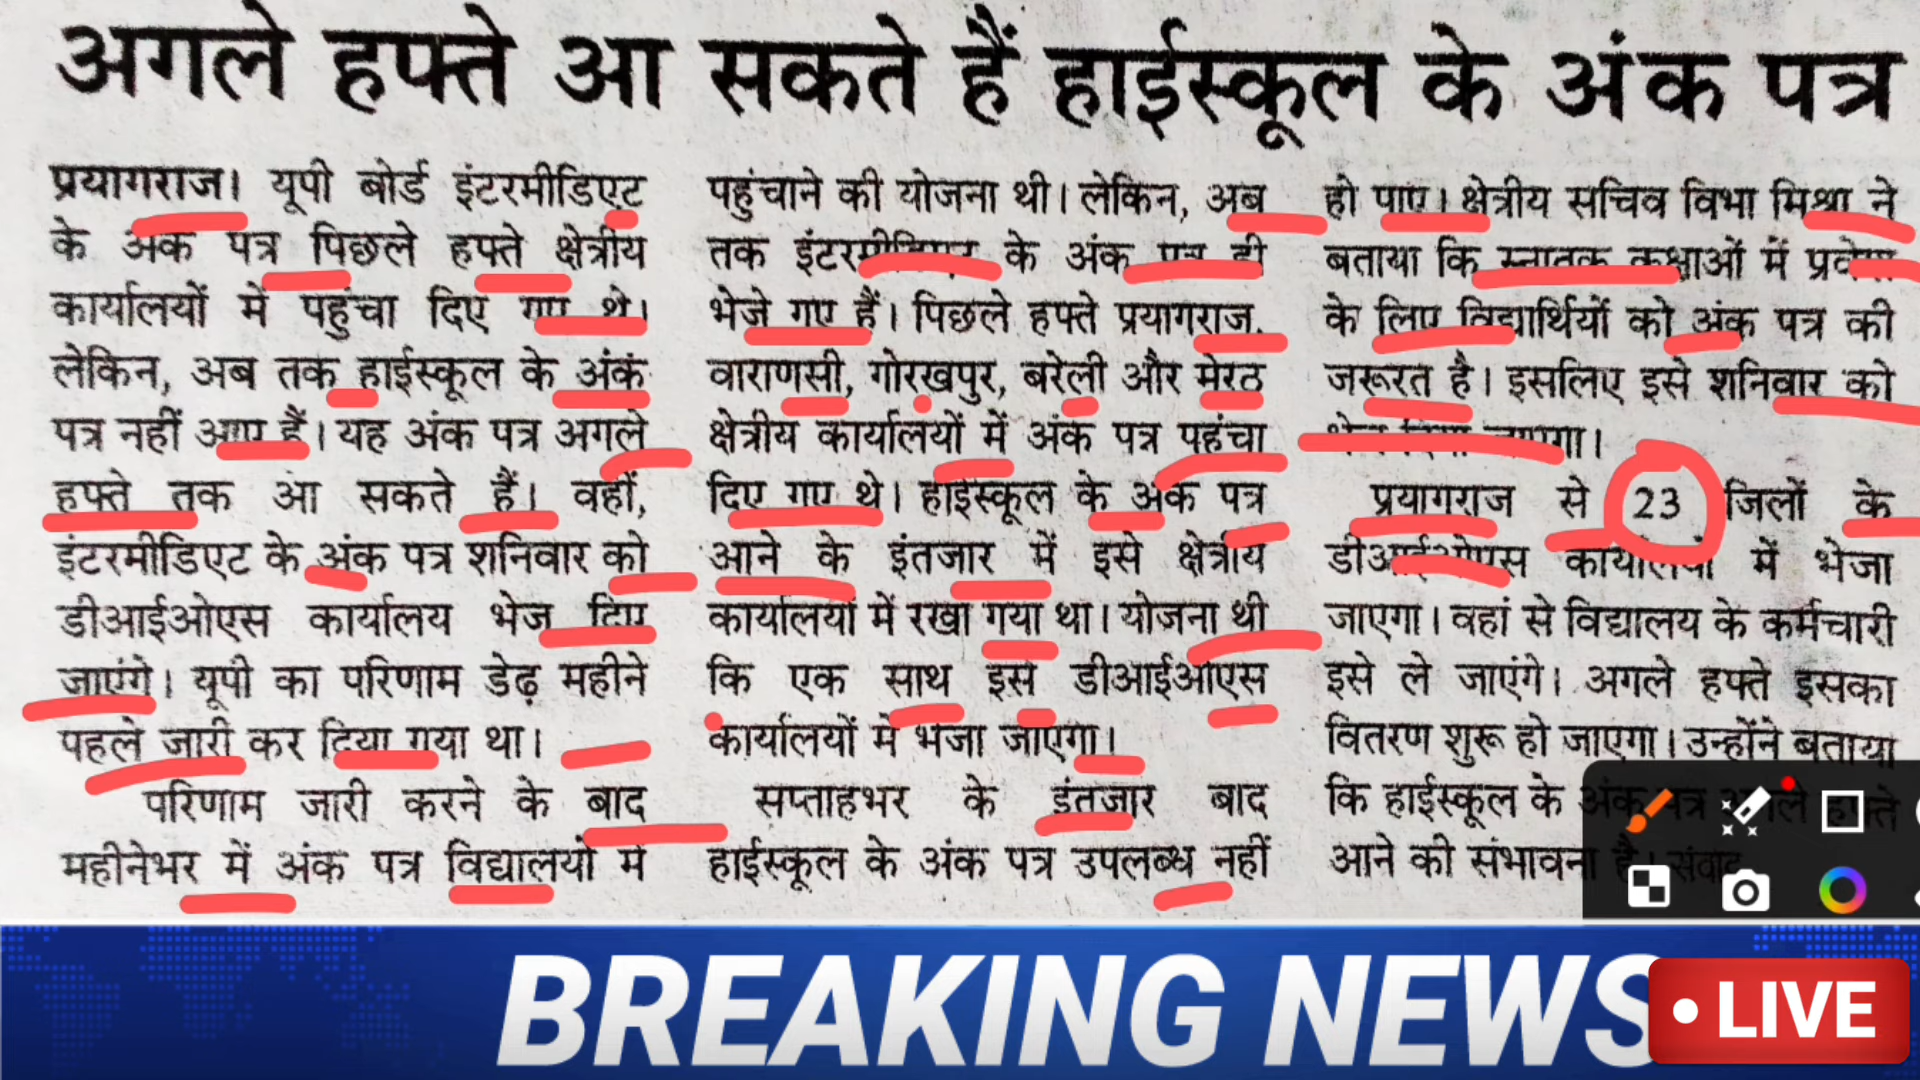 अगले हफ्ते आ सकते हैं हाईस्कूल के अंक पत्र
प्रयागराज। यूपी बोर्ड इंटरमीडिएट
के अंक पत्र पिछले हफ्ते क्षेत्रीय
कार्यालयों में पहुंचा दिए गए थे।
लेकिन, अब तक हाईस्कूल के अंक
पत्र नहीं आए हैं। यह अंक पत्र अगले
हफ्ते तक आ सकते हैं। वहीं,
इंटरमीडिएट के अंक पत्र शनिवार को
डीआईओएस कार्यालय भेज दिए
जाएंगे। यूपी का परिणाम डेढ़ महीने
पहले जारी कर दिया गया था।
परिणाम जारी करने के बाद
महीनेभर में अंक पत्र विद्यालयों में
पहुंचाने की योजना थी। लेकिन, अब
तक इंटरमीडिएट के अंक पत्र ही
भेजे गए हैं। पिछले हफ्ते प्रयागराज,
वाराणसी, गोरखपुर, बरेली और मेरठ
क्षेत्रीय कार्यालयों में अंक पत्र पहुंचा
दिए गए थे। हाईस्कूल के अंक पत्र
आने के इंतजार में इसे क्षेत्रीय
कार्यालयों में रखा गया था। योजना थी
कि एक साथ इसे डीआईओएस
कार्यालयों में भेजा जाएगा।
सप्ताहभर के इंतजार बाद
हाईस्कूल के अंक पत्र उपलब्ध नहीं
हो पाए। क्षेत्रीय सचिव विभा मिश्रा ने
बताया कि स्नातक कक्षाओं में प्रवेश
के लिए विद्यार्थियों को अंक पत्र की
जरूरत है। इसलिए इसे शनिवार को
भेज दिया जाएगा।
प्रयागराज से 23 जिलों के
डीआईओएस कार्यालयों में भेजा
जाएगा। वहां से विद्यालय के कर्मचारी
इसे ले जाएंगे। अगले हफ्ते इसका
वितरण शुरू हो जाएगा। उन्होंने बताया
कि हाईस्कूल के अंक पत्र अगले हफ्ते
आने की संभावना है। संवाद
BREAKING NEWS
LIVE